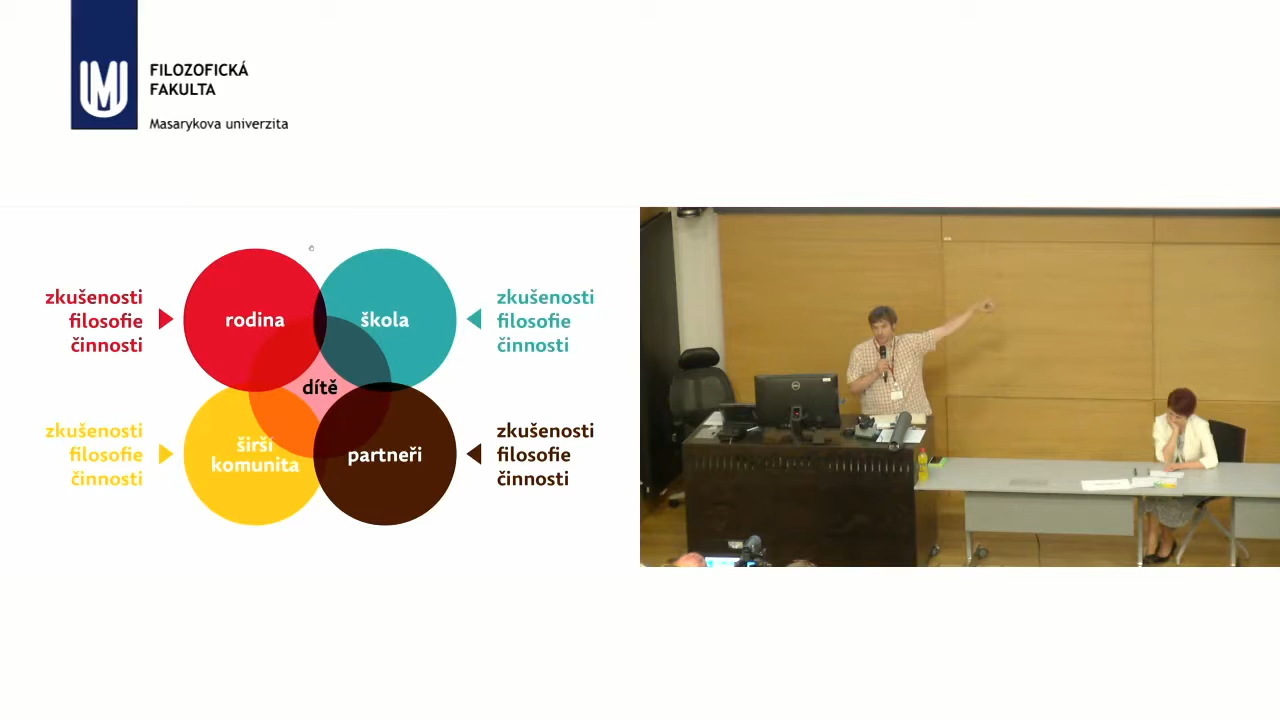 FILOZOFICKÁ
FAKULTA
Masarykova univerzita
zkušenosti
filosofie
činnosti
rodina
škola
zkušenosti
filosofie
činnosti
dítě
zkušenosti
filosofie
činnosti
širší
komunita
partneři
zkušenosti
filosofie
činnosti
DELL